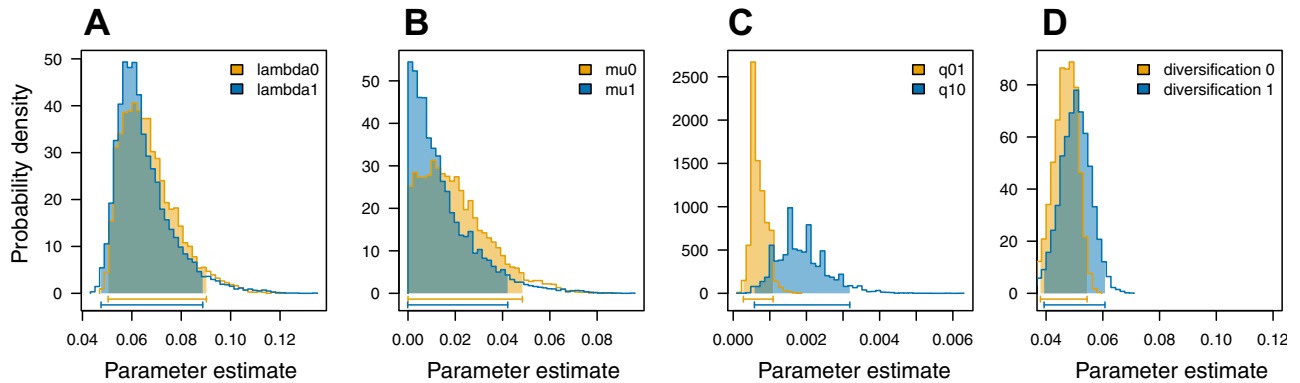 A
B
C
D
Probability density
50
40
30
20
10
0
lambda0
lambda1
0.04
0.06
0.08
0.10
0.12
Parameter estimate
50
40
30
20
10
0
mu0
mu1
0.00
0.02
0.04
0.06
0.08
Parameter estimate
2500
2000
1500
1000
500
0
q01
q10
0.000
0.002
0.004
0.006
Parameter estimate
80
60
40
20
0
diversification 0
diversification 1
0.04
0.06
0.08
0.10
0.12
Parameter estimate